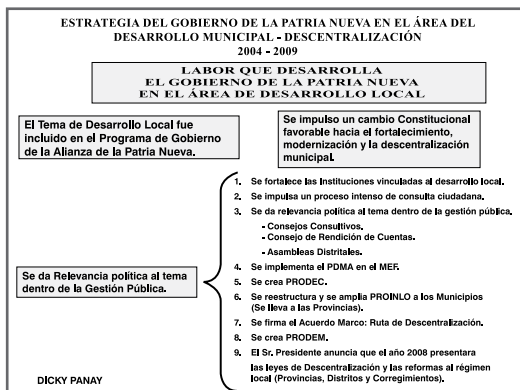 ESTRATEGIA DEL GOBIERNO DE LA PATRIA NUEVA EN EL ÁREA DEL
DESARROLLO MUNICIPAL - DESCENTRALIZACIÓN
2004 - 2009
LABOR QUE DESARROLLA
EL GOBIERNO DE LA PATRIA NUEVA
EN EL ÁREA DE DESARROLLO LOCAL
El Tema de Desarrollo Local fue
incluido en el Programa de Gobierno
de la Alianza de la Patria Nueva.
Se impulso un cambio Constitucional
favorable hacia el fortalecimiento,
modernización y la descentralización
municipal.
Se da Relevancia política al tema
dentro de la Gestión Pública.
1. Se fortalece las Instituciones vinculadas al desarrollo local.
2. Se impulsa un proceso intenso de consulta ciudadana.
3. Se da relevancia política al tema dentro de la gestión pública.
- Consejos Consultivos.
- Consejo de Rendición de Cuentas.
- Asambleas Distritales.
4. Se implementa el PDMA en el MEF.
5. Se crea PRODEC.
6. Se reestructura y se amplía PROINLO a los Municipios
(Se lleva a las Provincias).
7. Se firma el Acuerdo Marco: Ruta de Descentralización.
8. Se crea PRODEM.
9. El Sr. Presidente anuncia que el año 2008 presentara
las leyes de Descentralización y las reformas al régimen
local (Provincias, Distritos y Corregimientos).
DICKY PANAY